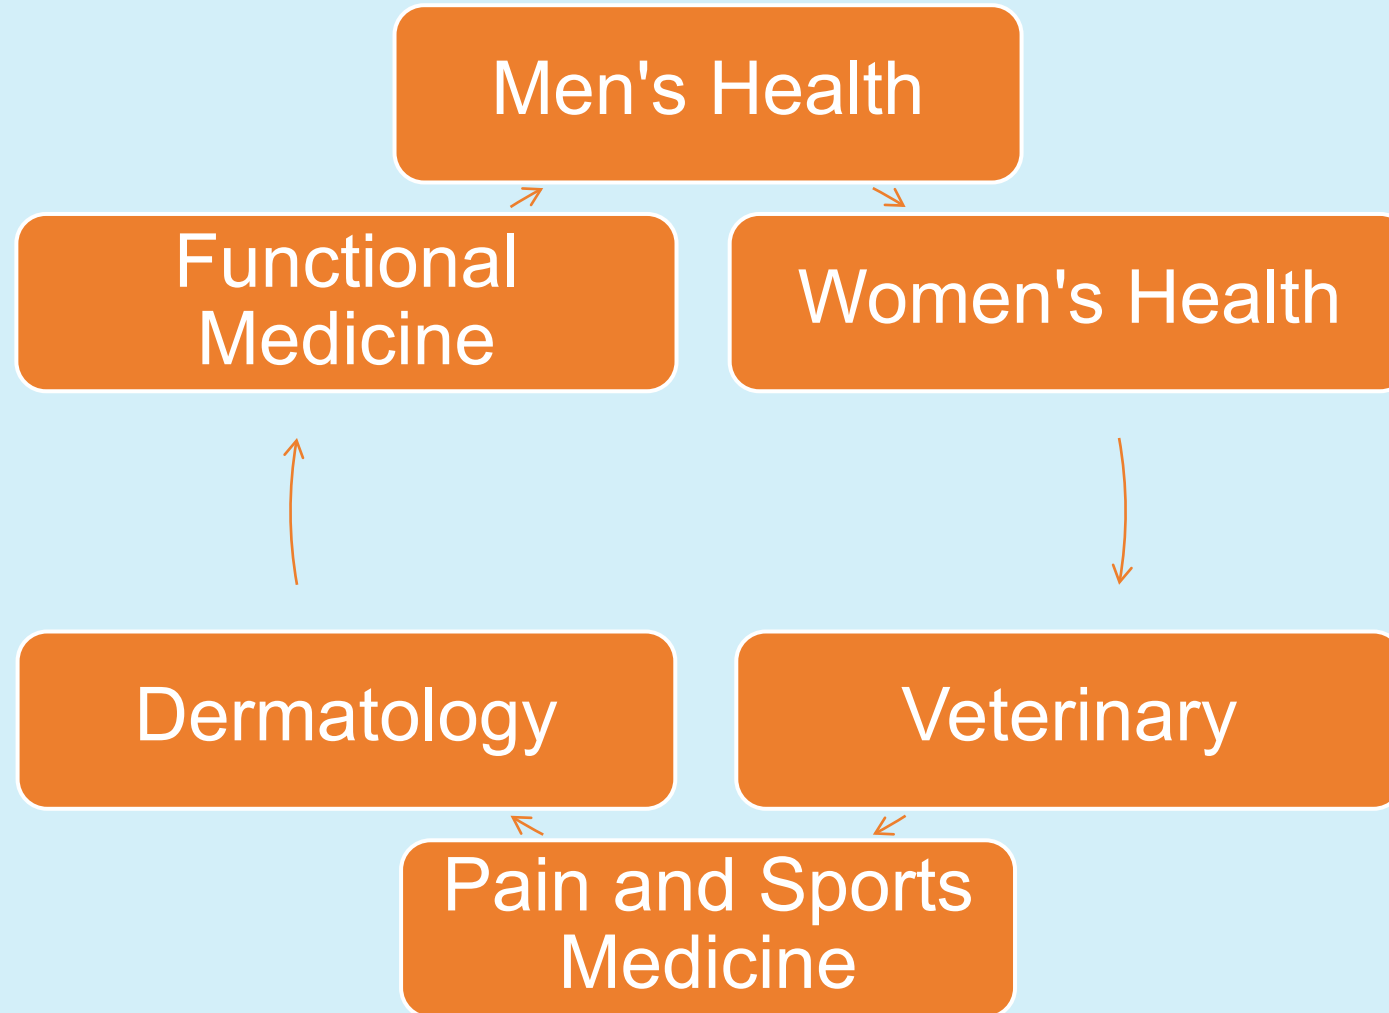 Men's Health
Functional
Medicine
Women's Health
Dermatology
Veterinary
Pain and Sports
Medicine